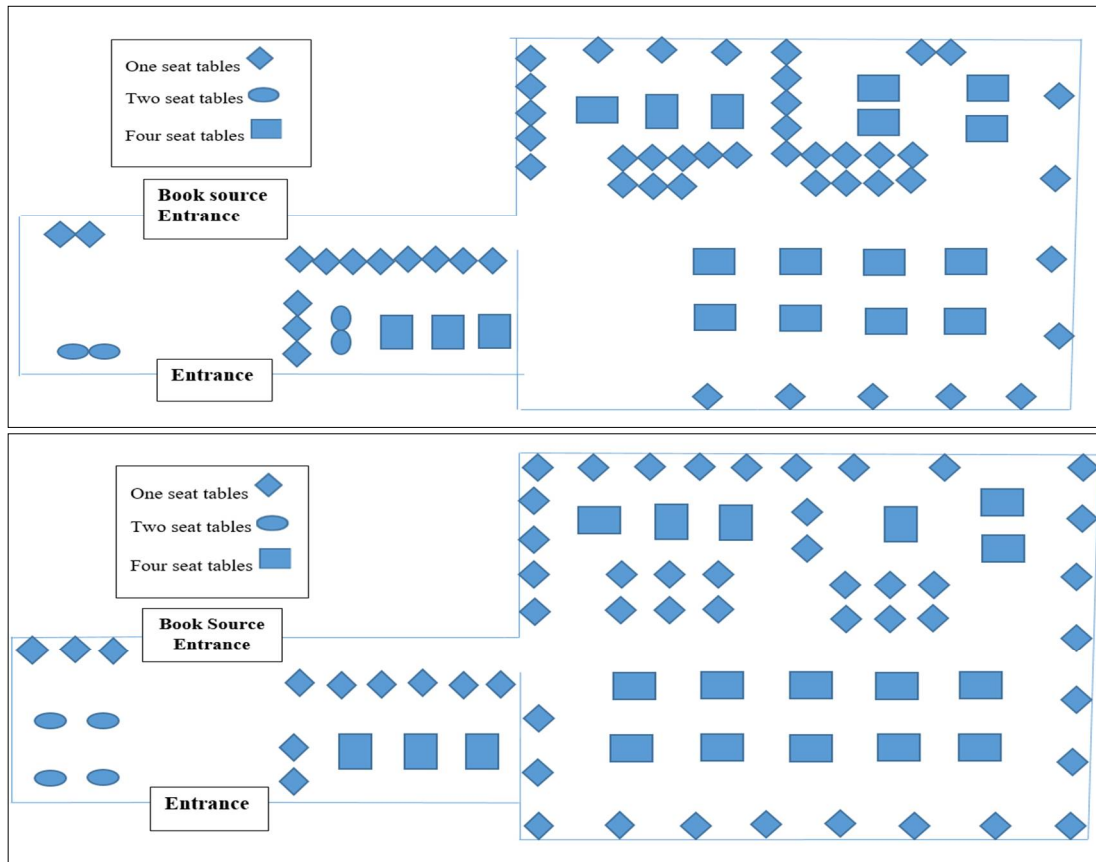 One seat tables
Two seat tables
Four seat tables
Book source
Entrance
Entrance
One seat tables
Two seat tables
Four seat tables
Book Source
Entrance
Entrance